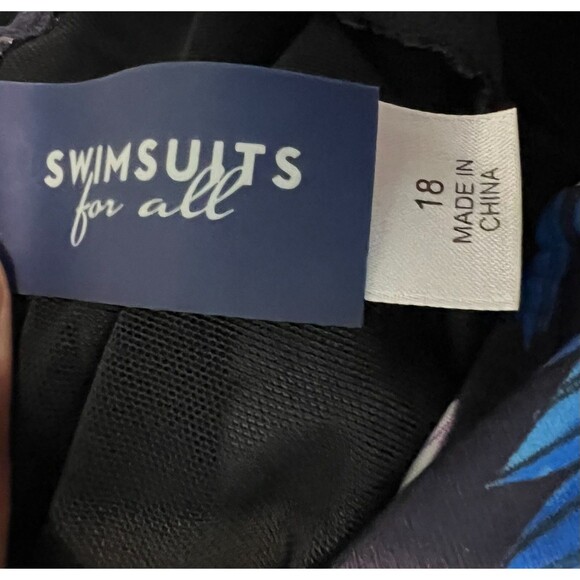 SWIMSUITS
for all
18
MADE IN
CHINA